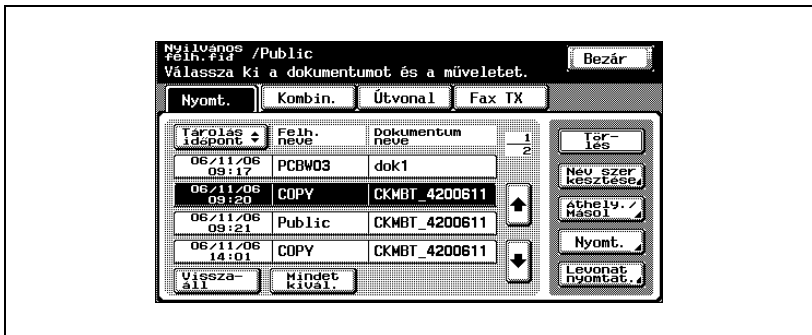 Nyilvános
felh.fió /Public
Bezár
Válassza ki a dokumentumot és a műveletet.
Nyomt. Kombin. Útvonal Fax TX
Tárolás
időpont
Felh.
neve
Dokumentum
neve
1
2
06/11/06
09:17
PCBW03
dok1
06/11/06
09:20
COPY
CKMBT_4200611
06/11/06
09:21
Public
CKMBT_4200611
06/11/06
14:01
COPY
CKMBT_4200611
Vissza-
áll
Mindet
kivál.
Tör-
lés
Név szer
kesztése
Áthely./
Másol
Nyomt.
Levonat
nyomtat.